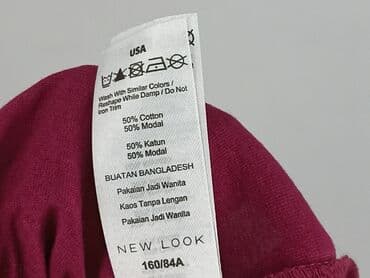 USA
Wash With Similar Colors /
Reshape While Damp / Do Not
Iron Trim
50% Cotton
50% Modal
50% Katun
50% Modal
BUATAN BANGLADESH
Pakaian Jadi Wanita
Kaos Tanpa Lengan
Pakaian Jadi Wanita
NEW LOOK
160/84A